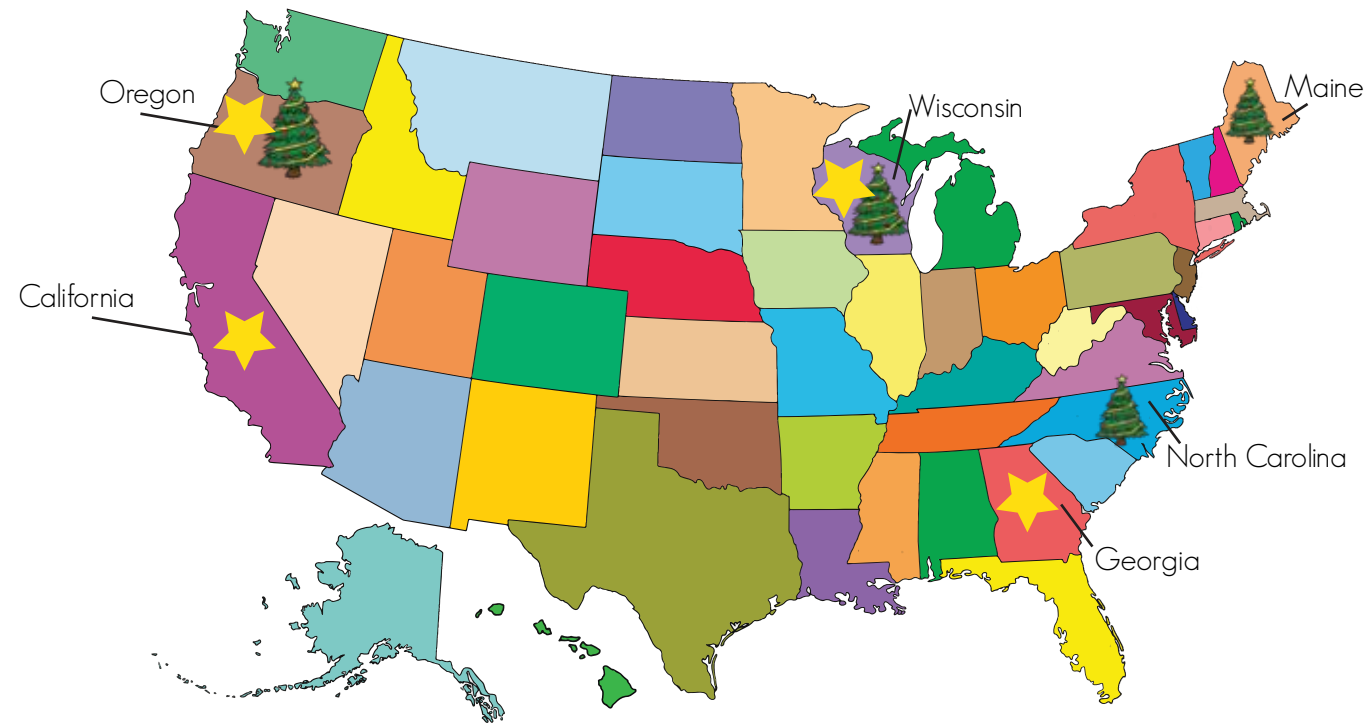 Oregon
Maine
Wisconsin
California
North Carolina
Georgia